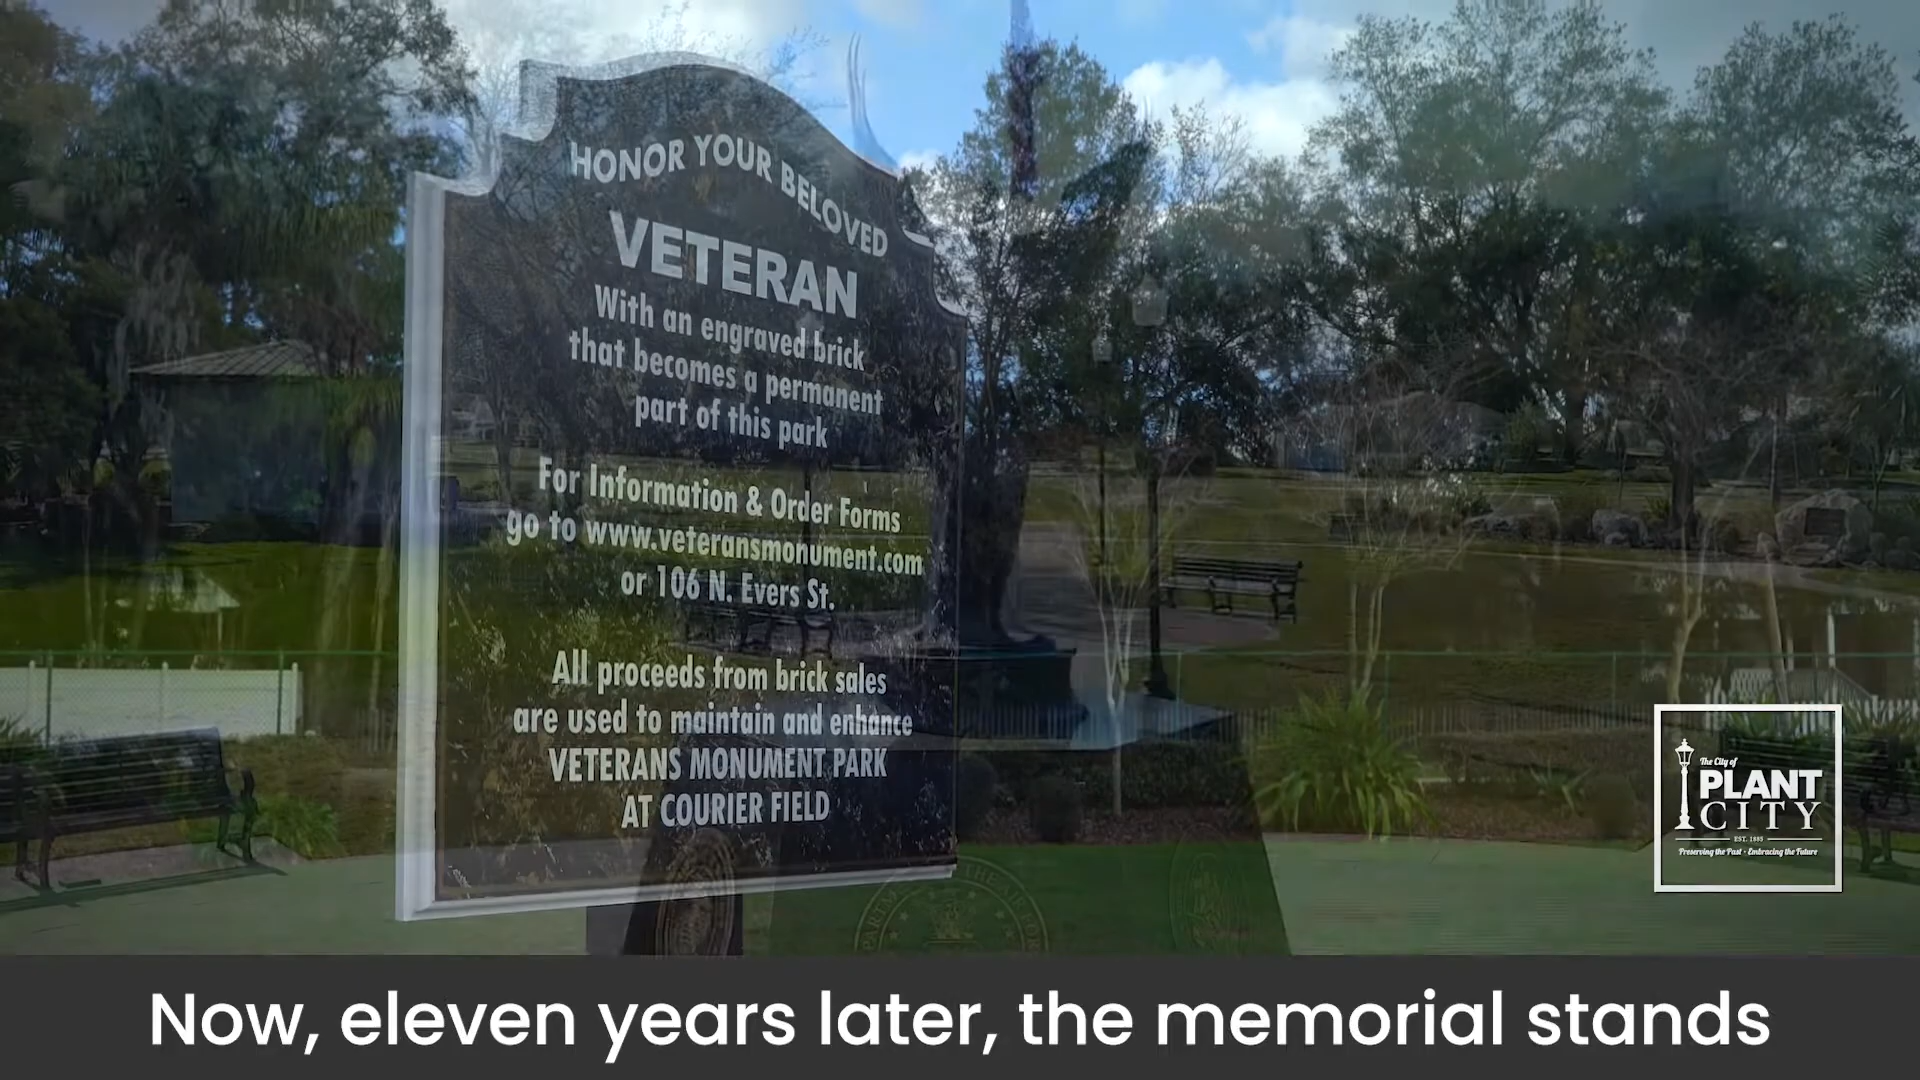 HONOR YOUR BELOVED
VETERAN
With an engraved brick
that becomes a permanent
part of this park
For Information & Order Forms
go to www.veteransmonument.com
or 106 N. Evers St.
All proceeds from brick sales
are used to maintain and enhance
VETERANS MONUMENT PARK
AT COURIER FIELD
The City of
PLANT
CITY
EST. 1885
Preserving the Past · Embracing the Future
Now, eleven years later, the memorial stands